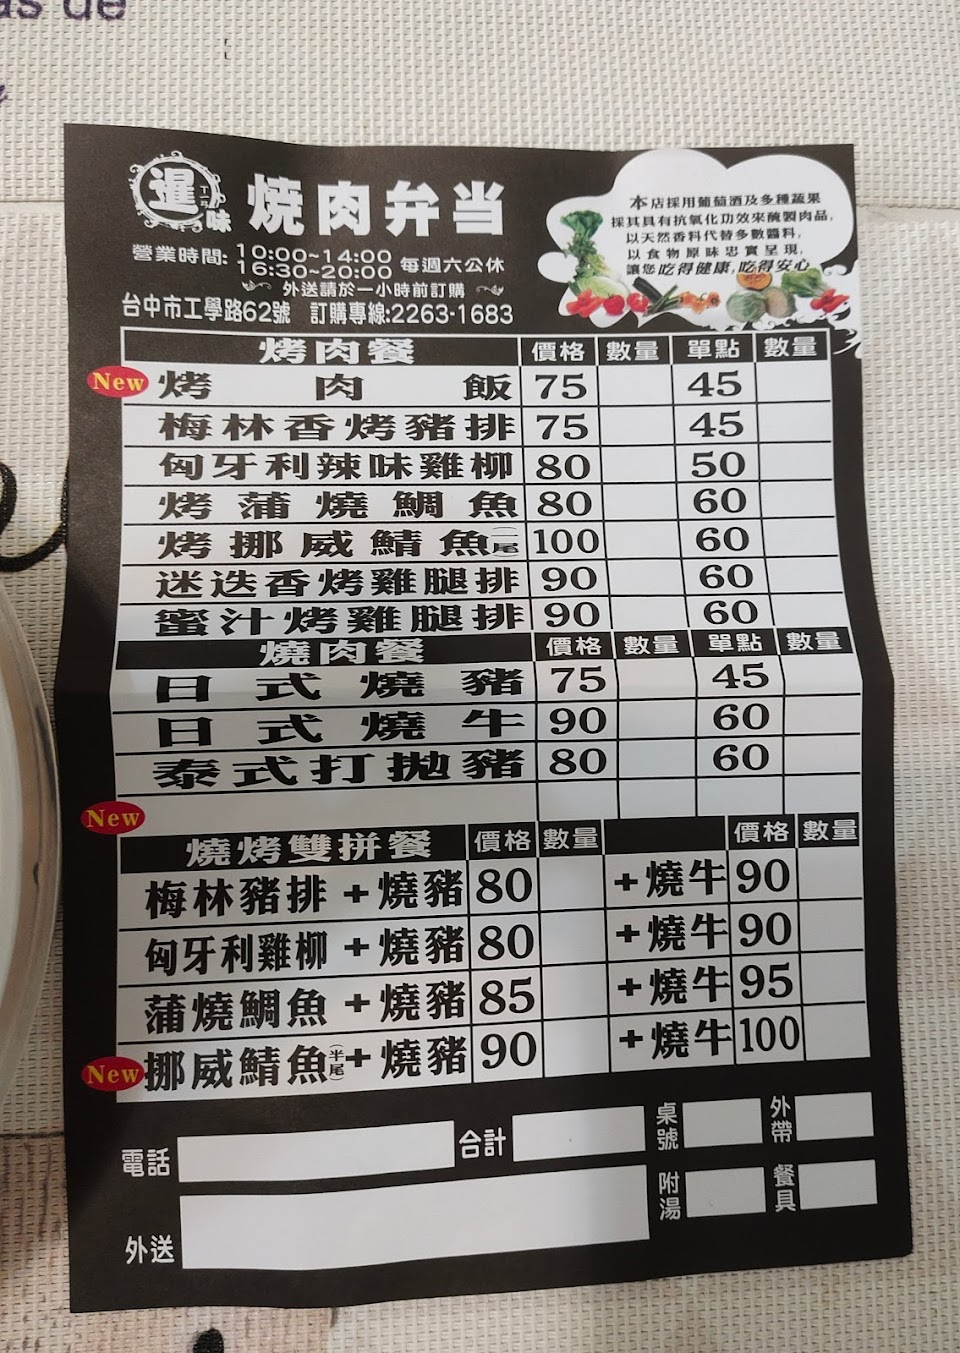 as de
暹味
燒肉弁当
營業時間: 10:00~14:00 每週六公休
16:30~20:00
外送請於一小時前訂購
台中市工學路62號 訂購專線:2263-1683
本店採用葡萄酒及多種蔬果
採其具有抗氧化功效來醃製肉品,
以天然香料代替多數醬料,
以食物原味忠實呈現,
讓您吃得健康,吃得安心
烤肉餐 價格 數量 單點 數量
New 烤肉飯 75 45
梅林香烤豬排 75 45
匈牙利辣味雞柳 80 50
烤蒲燒鯛魚 80 60
烤挪威鯖魚(一尾) 100 60
迷迭香烤雞腿排 90 60
蜜汁烤雞腿排 90 60
燒肉餐 價格 數量 單點 數量
日式燒豬 75 45
日式燒牛 90 60
泰式打拋豬 80 60
New
燒烤雙拼餐 價格 數量 價格 數量
梅林豬排+燒豬 80 +燒牛 90
匈牙利雞柳+燒豬 80 +燒牛 90
蒲燒鯛魚+燒豬 85 +燒牛 95
New 挪威鯖魚(半尾)+燒豬 90 +燒牛 100
電話 合計 桌號 外帶
外送 附湯 餐具